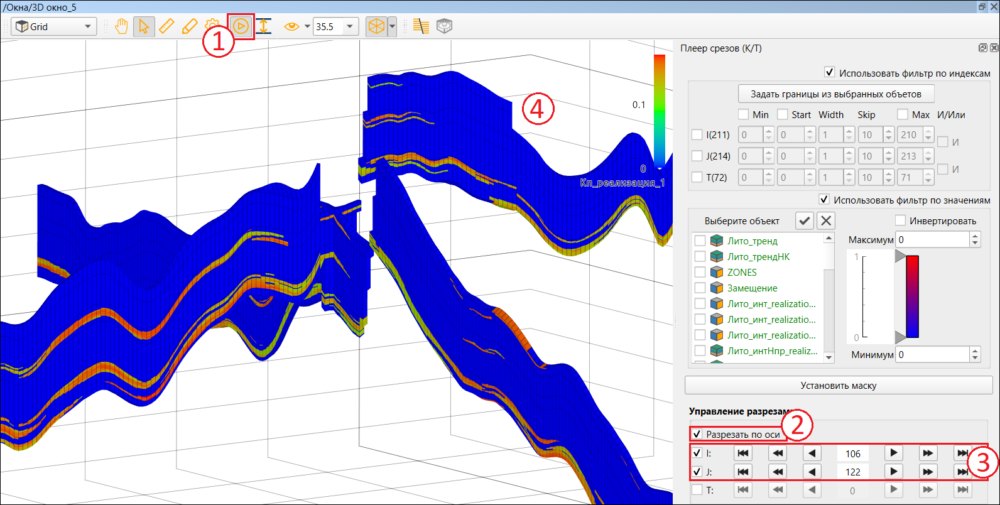 /Окна/3D окно_5
Grid
35.5
1
Плеер срезов (К/Т)
Использовать фильтр по индексам
Задать границы из выбранных объетов
Min Start Width Skip Max И/Или
I(211) 0 0 1 10 210
И
J(214) 0 0 1 10 213
И
T(72) 0 0 1 10 71
4
0.1
0
Кп_реализация_1
Использовать фильтр по значениям
Выберите объект
Инвертировать
Лито_тренд
Лито_трендНК
ZONES
Замещение
Лито_инт_realizatio...
Лито_инт_realizatio...
Лито_инт_realizatio...
Лито_интНпр_realiz...
Максимум 0
1
0
Минимум 0
Установить маску
Управление разрезам
2
Разрезать по оси
I: 106
3
J: 122
T: 0